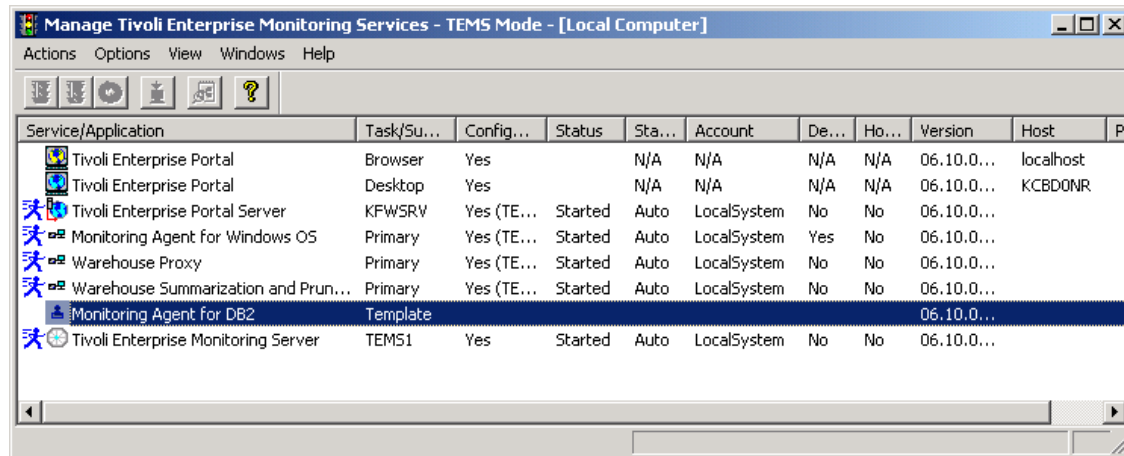 Manage Tivoli Enterprise Monitoring Services - TEMS Mode - [Local Computer]
Actions Options View Windows Help
Service/Application Task/Su... Config... Status Sta... Account De... Ho... Version Host P
Tivoli Enterprise Portal Browser Yes N/A N/A N/A N/A 06.10.0... localhost
Tivoli Enterprise Portal Desktop Yes N/A N/A N/A N/A 06.10.0... KCBD0NR
Tivoli Enterprise Portal Server KFWSRV Yes (TE... Started Auto LocalSystem No No 06.10.0...
Monitoring Agent for Windows OS Primary Yes (TE... Started Auto LocalSystem Yes No 06.10.0...
Warehouse Proxy Primary Yes (TE... Started Auto LocalSystem No No 06.10.0...
Warehouse Summarization and Prun... Primary Yes (TE... Started Auto LocalSystem No No 06.10.0...
Monitoring Agent for DB2 Template 06.10.0...
Tivoli Enterprise Monitoring Server TEMS1 Yes Started Auto LocalSystem No No 06.10.0...